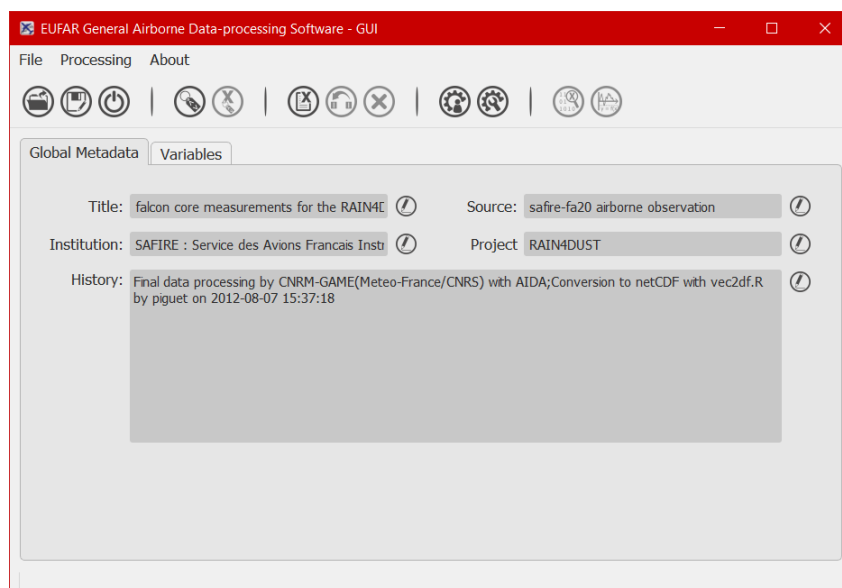 EUFAR General Airborne Data-processing Software - GUI
File Processing About
Global Metadata Variables
Title: falcon core measurements for the Source: safire-fa20 airborne observation
Institution: SAFIRE : Service des Avions Francais Project RAIN4DUST
History: Final data processing by CNRM-GAME(Meteo-France/CNRS) with AIDA;Conversion to netCDF with vec2df.R
by piguet on 2012-08-07 15:37:18